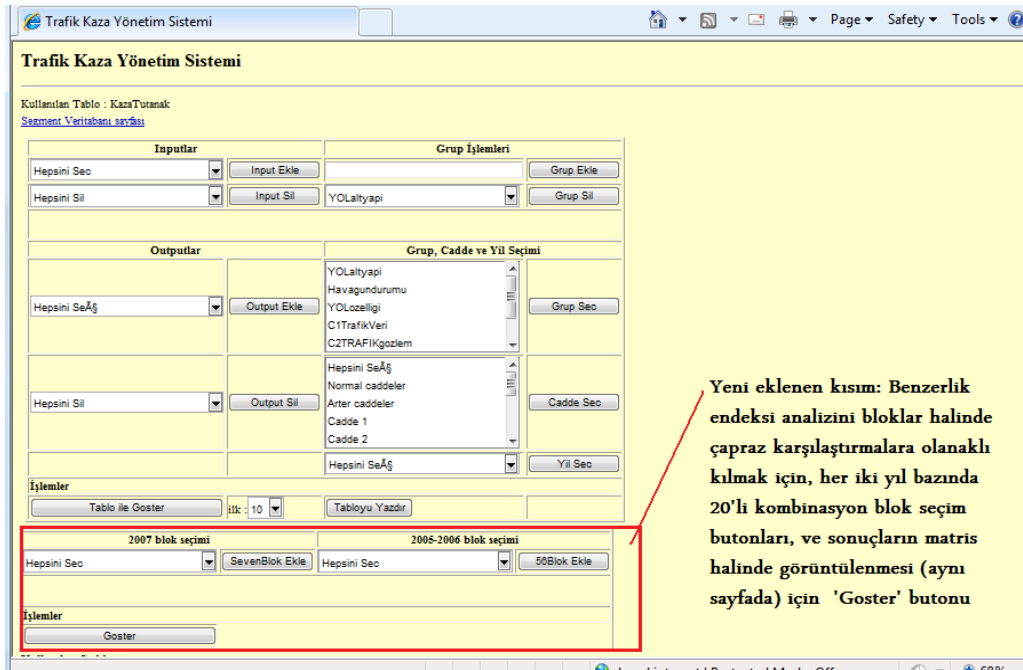 Trafik Kaza Yönetim Sistemi
Page
Safety
Tools
Trafik Kaza Yönetim Sistemi
Kullanılan Tablo : KazaTutanak
Segment Veritabanı sayfası
Inputlar
Grup İşlemleri
Hepsini Sec
Input Ekle
Grup Ekle
Hepsini Sil
Input Sil
YOLaltyapi
Grup Sil
Outputlar
Grup, Cadde ve Yil Seçimi
Hepsini SeÃ§
Output Ekle
YOLaltyapi
Havagundurumu
YOLozelligi
C1TrafikVeri
C2TRAFIKgozlem
Grup Sec
Hepsini Sil
Output Sil
Hepsini SeÃ§
Normal caddeler
Arter caddeler
Cadde 1
Cadde 2
Cadde Sec
Hepsini SeÃ§
Yil Sec
İşlemler
Tablo ile Goster
ilk : 10
Tabloyu Yazdır
2007 blok seçimi
2005-2006 blok seçimi
Hepsini Sec
SevenBlok Ekle
Hepsini Sec
56Blok Ekle
İşlemler
Goster
Yeni eklenen kısım: Benzerlik
endeksi analizini bloklar halinde
çapraz karşılaştırmalara olanaklı
kılmak için, her iki yıl bazında
20'li kombinasyon blok seçim
butonları, ve sonuçların matris
halinde görüntülenmesi (aynı
sayfada) için 'Goster' butonu